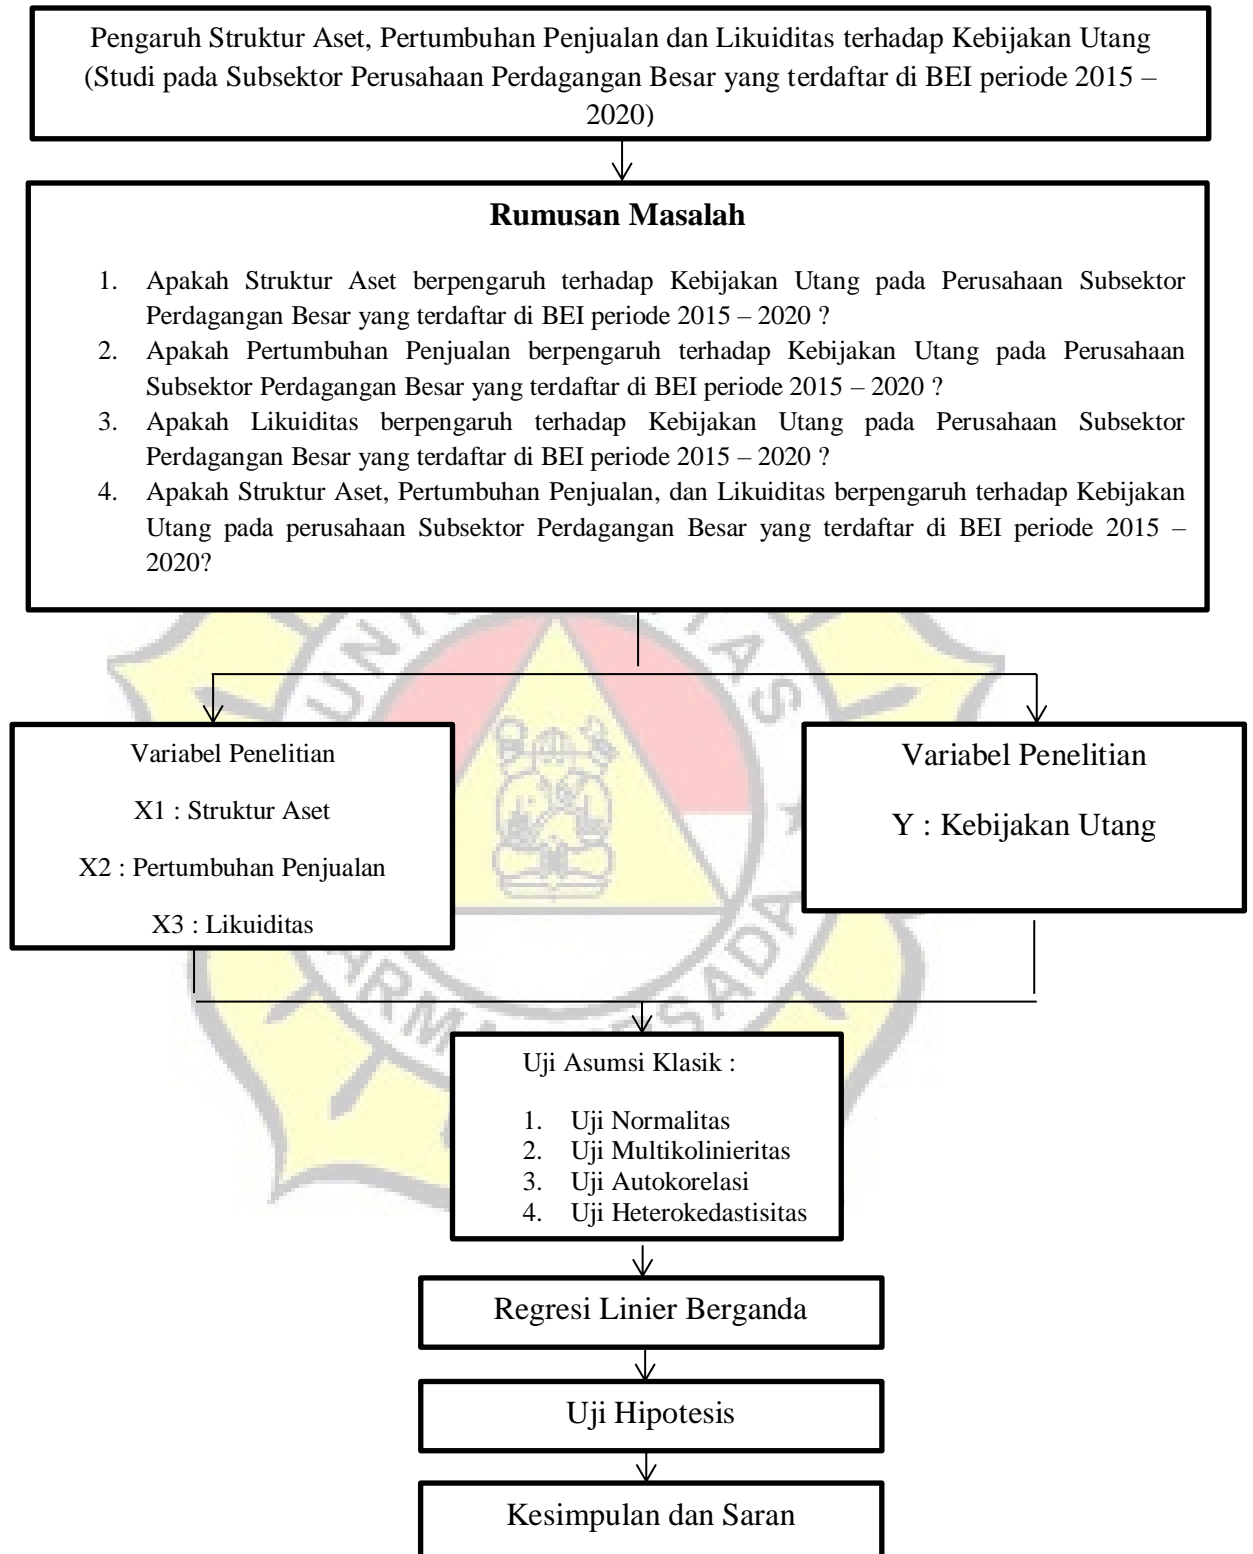 Pengaruh Struktur Aset, Pertumbuhan Penjualan dan Likuiditas terhadap Kebijakan Utang
(Studi pada Subsektor Perusahaan Perdagangan Besar yang terdaftar di BEI periode 2015 –
2020)
Rumusan Masalah
1. Apakah Struktur Aset berpengaruh terhadap Kebijakan Utang pada Perusahaan Subsektor
Perdagangan Besar yang terdaftar di BEI periode 2015 – 2020 ?
2. Apakah Pertumbuhan Penjualan berpengaruh terhadap Kebijakan Utang pada Perusahaan
Subsektor Perdagangan Besar yang terdaftar di BEI periode 2015 – 2020 ?
3. Apakah Likuiditas berpengaruh terhadap Kebijakan Utang pada Perusahaan Subsektor
Perdagangan Besar yang terdaftar di BEI periode 2015 – 2020 ?
4. Apakah Struktur Aset, Pertumbuhan Penjualan, dan Likuiditas berpengaruh terhadap Kebijakan
Utang pada perusahaan Subsektor Perdagangan Besar yang terdaftar di BEI periode 2015 –
2020?
Variabel Penelitian
X1 : Struktur Aset
X2 : Pertumbuhan Penjualan
X3 : Likuiditas
Variabel Penelitian
Y : Kebijakan Utang
Uji Asumsi Klasik :
1. Uji Normalitas
2. Uji Multikolinieritas
3. Uji Autokorelasi
4. Uji Heterokedastisitas
Regresi Linier Berganda
Uji Hipotesis
Kesimpulan dan Saran